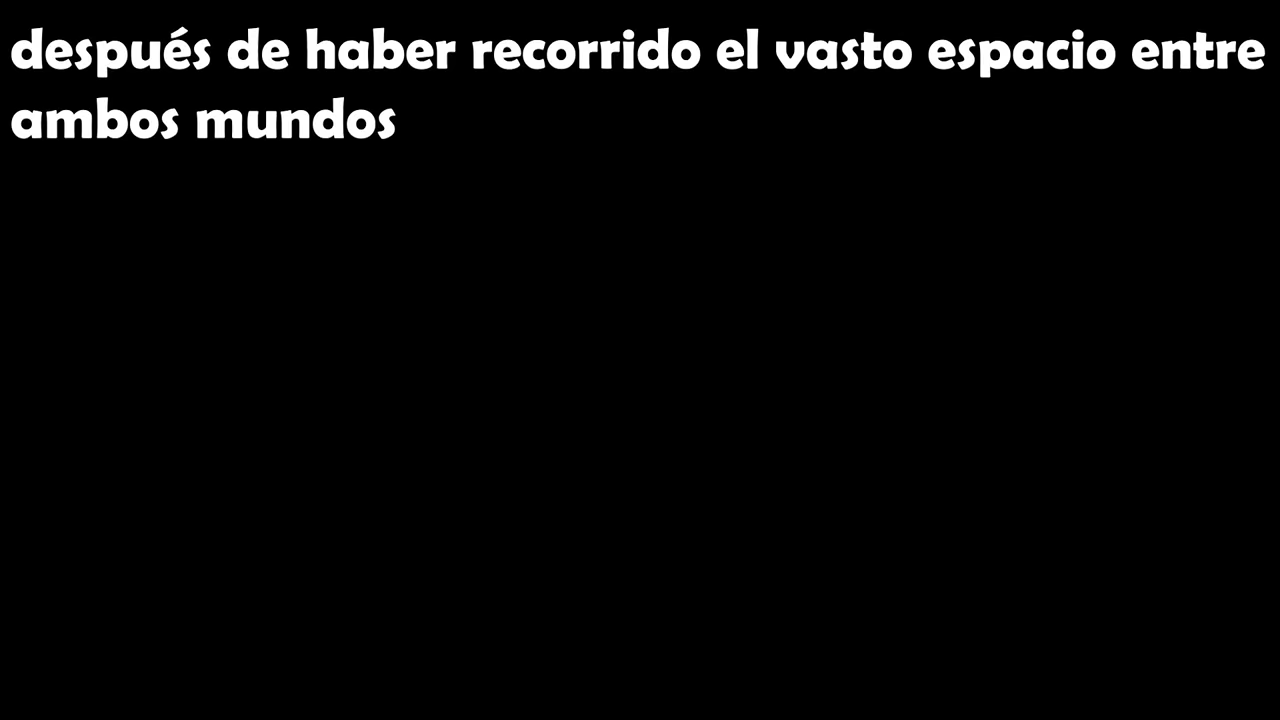 después de haber recorrido el vasto espacio entre
ambos mundos